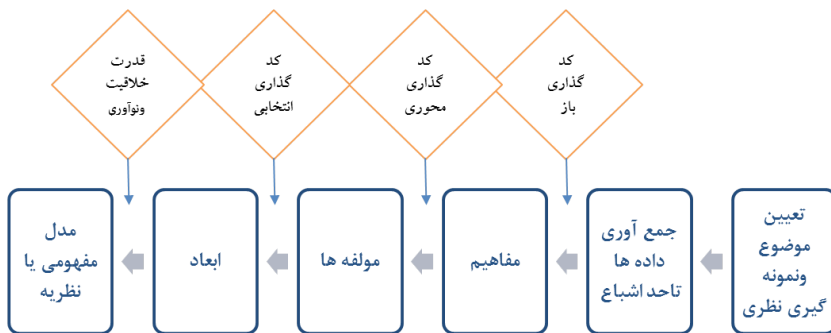 کد
گذاری
باز
کد
گذاری
محوری
کد
گذاری
انتخابی
قدرت
خلاقیت
ونوآوری
تعیین
موضوع
ونمونه
گیری نظری
جمع آوری
داده ها
تاحد اشباع
مفاهیم
مولفه ها
ابعاد
مدل
مفهومی یا
نظریه